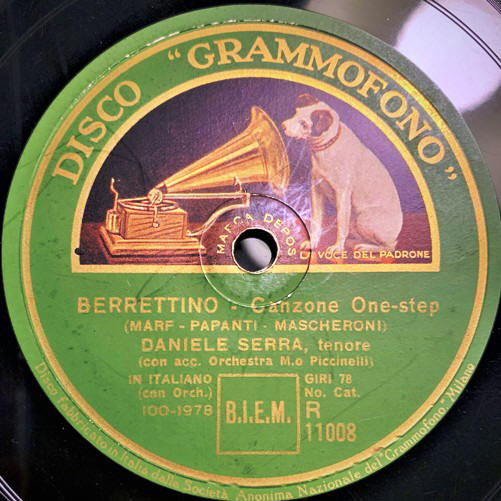 DISCO "GRAMMOFONO"
MARCA DEPOS
LA VOCE DEL PADRONE
BERRETTINO - Canzone One-step
(MARF - PAPANTI - MASCHERONI)
DANIELE SERRA, tenore
(con acc. Orchestra M.o Piccinelli)
IN ITALIANO
(con Orch.)
100-1978
B.I.E.M.
GIRI 78
No. Cat.
R
11008
Disco fabbricato in Italia dalla Società Anonima Nazionale del "Grammofono" - Milano